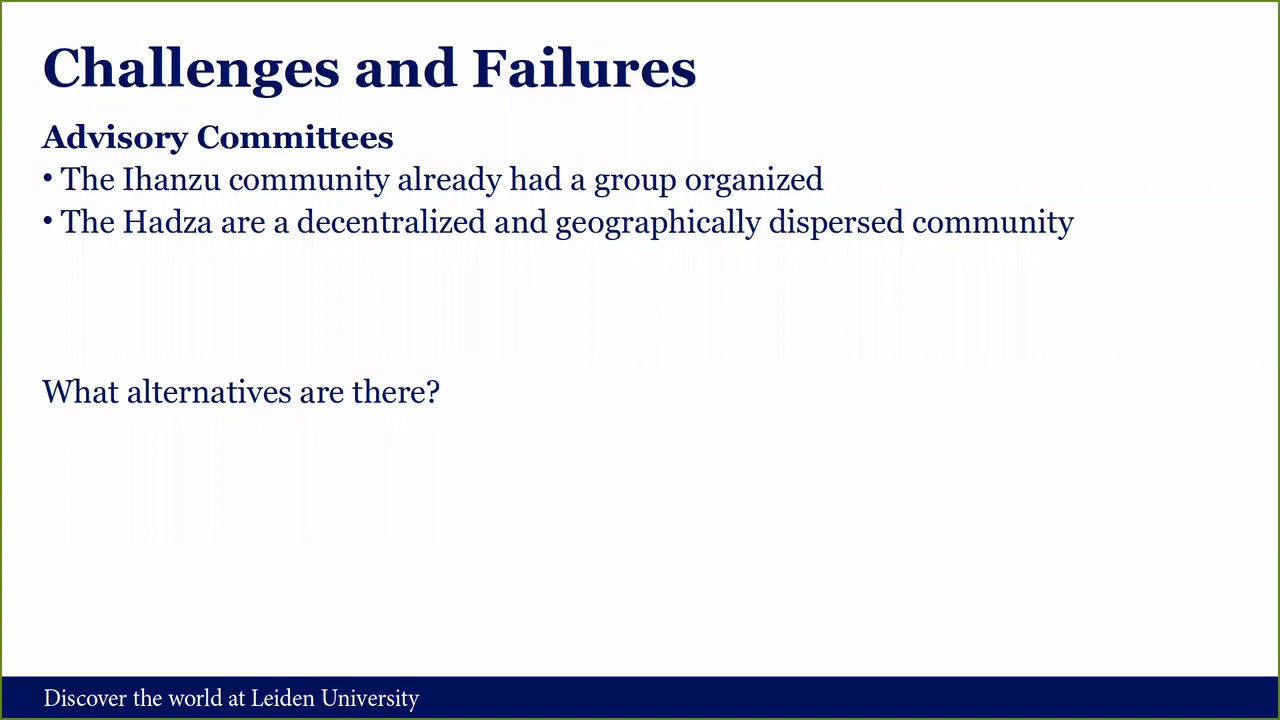 Challenges and Failures
Advisory Committees
• The Ihanzu community already had a group organized
• The Hadza are a decentralized and geographically dispersed community
What alternatives are there?
Discover the world at Leiden University